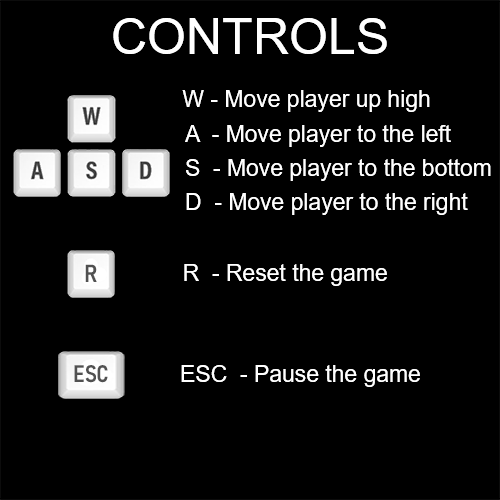 CONTROLS
W
W - Move player up high
A - Move player to the left
A S D
S - Move player to the bottom
D - Move player to the right
R
R - Reset the game
ESC
ESC - Pause the game